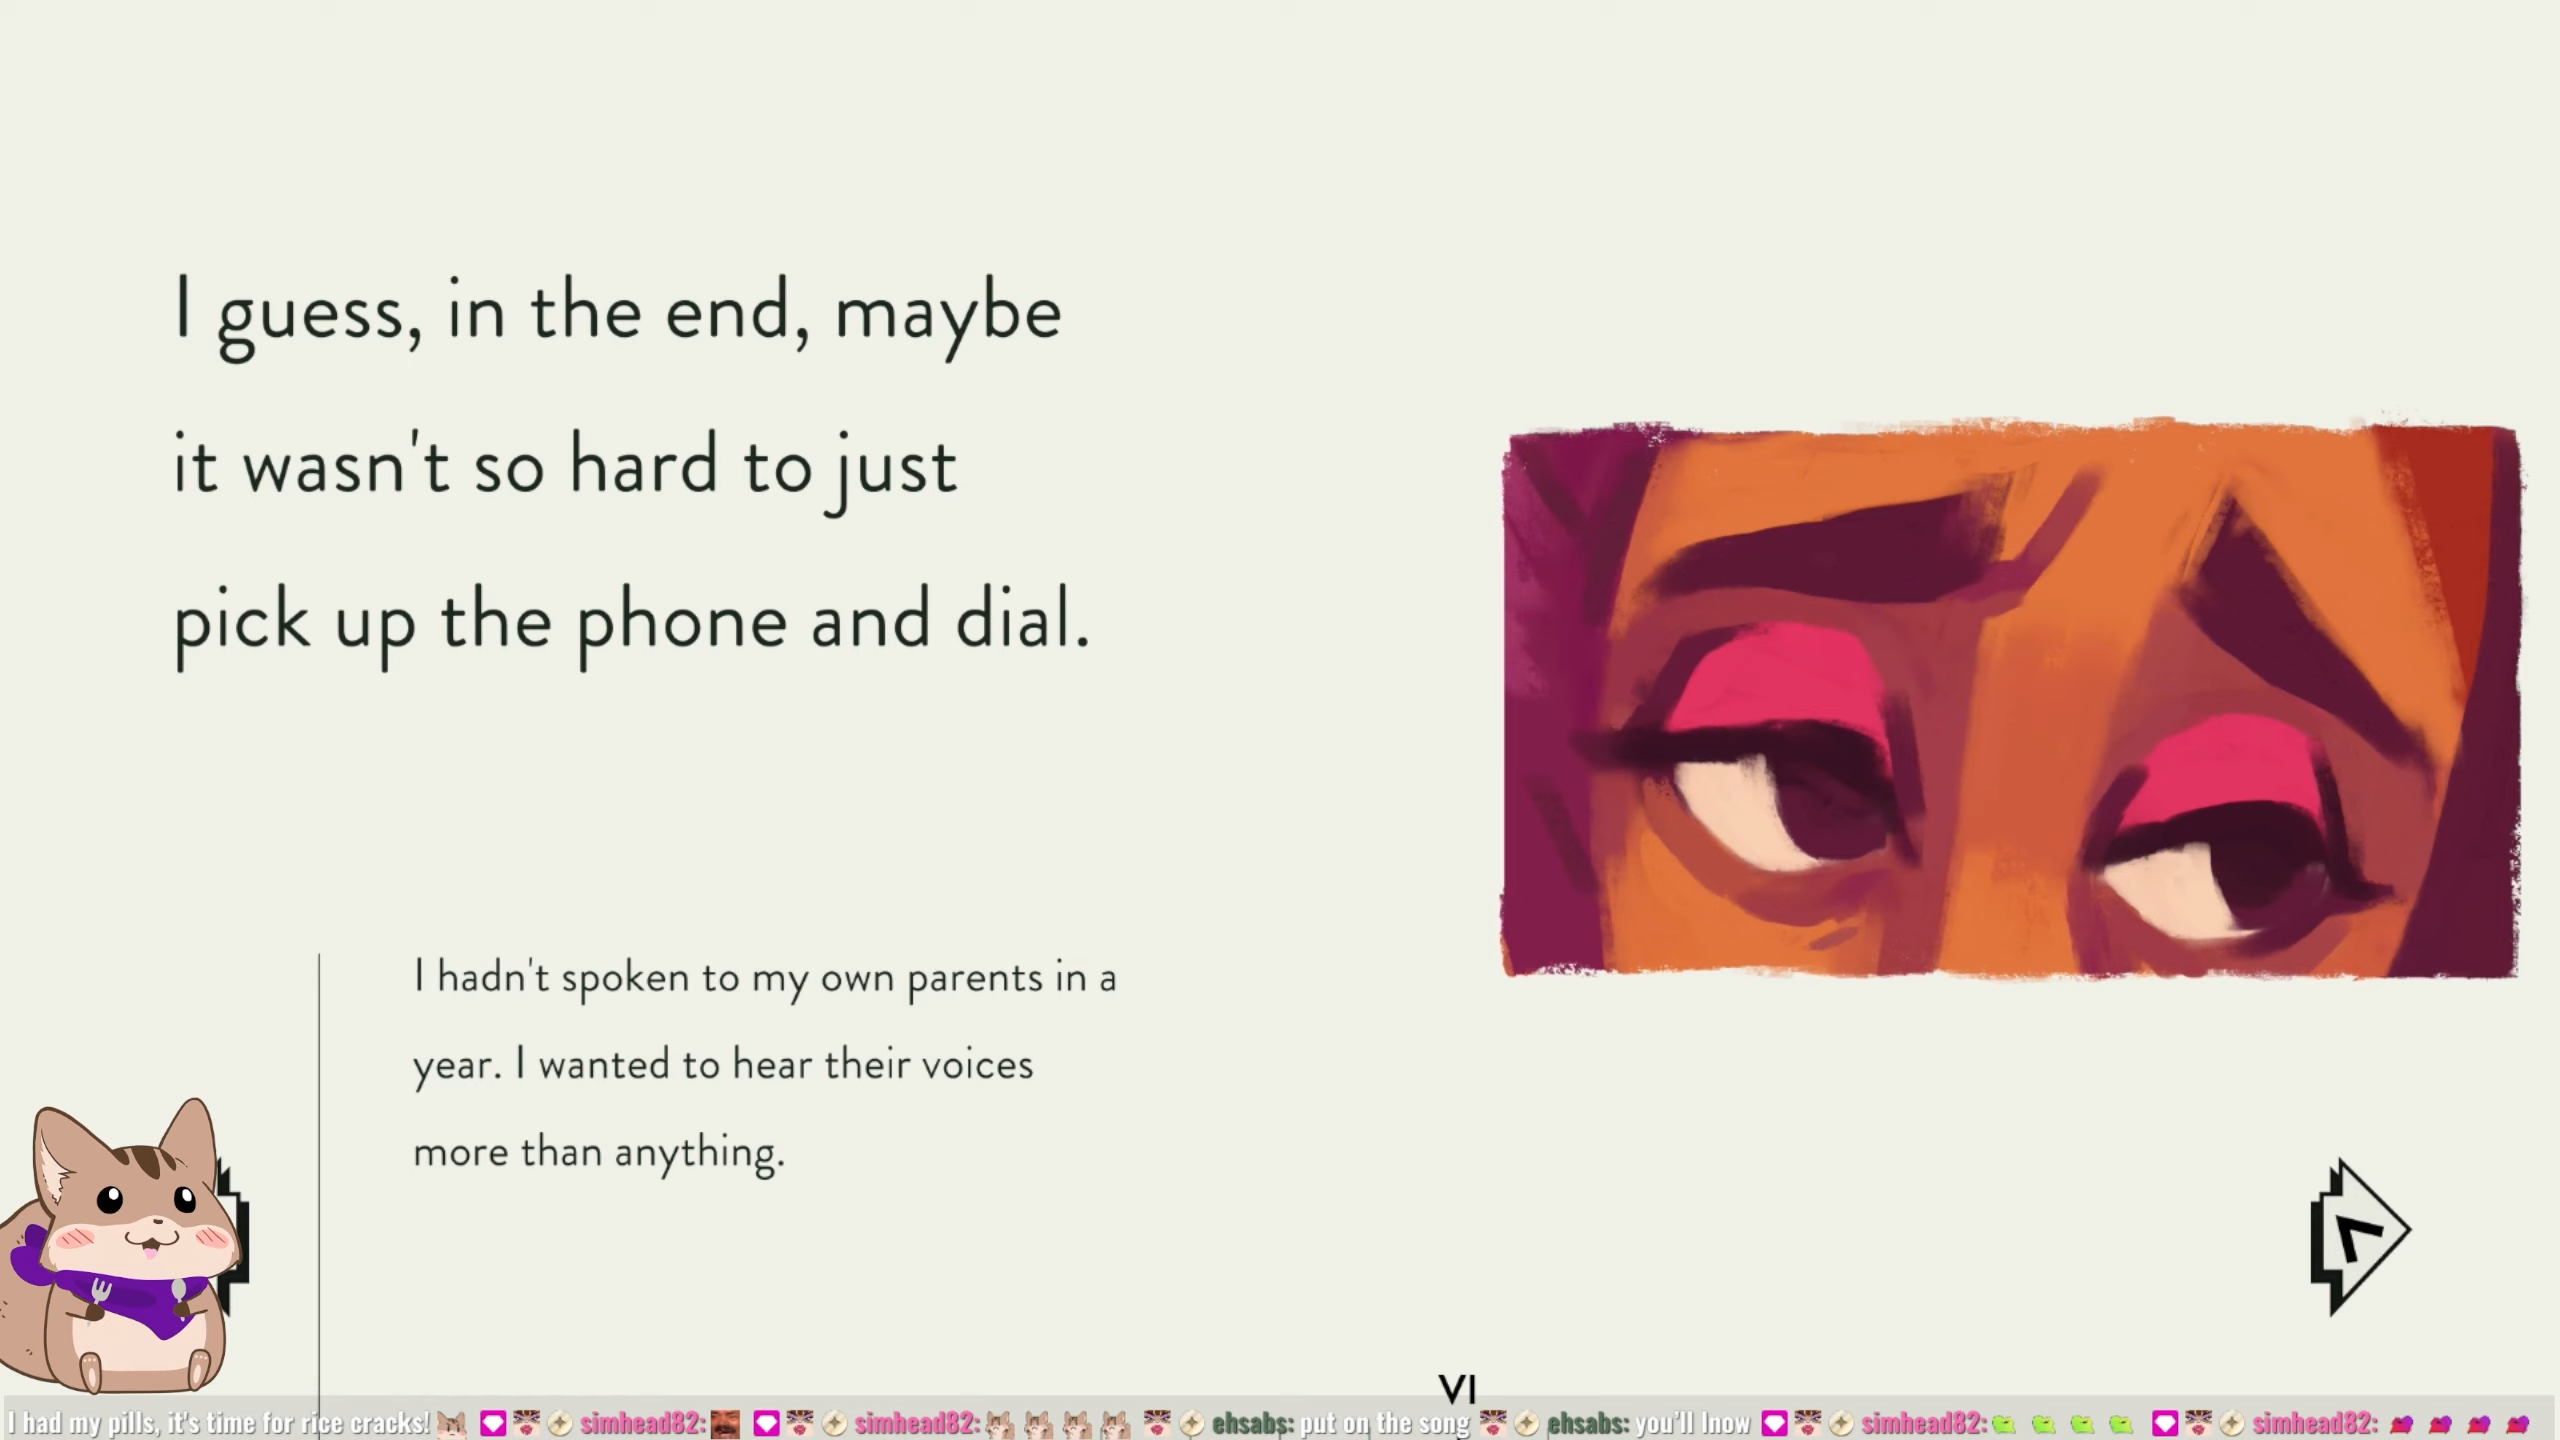 I guess, in the end, maybe
it wasn't so hard to just
pick up the phone and dial.
I hadn't spoken to my own parents in a
year. I wanted to hear their voices
more than anything.
VI
I had my pills, it's time for rice cracks! simhead82: simhead82: ehsabs: put on the song ehsabs: you'll lnow simhead82: simhead82: